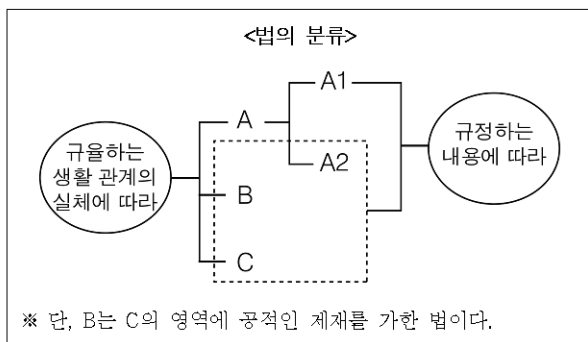 <법의 분류>
A1
A
규율하는
생활 관계의
실체에 따라
A2
규정하는
내용에 따라
B
C
※ 단, B는 C의 영역에 공적인 제재를 가한 법이다.